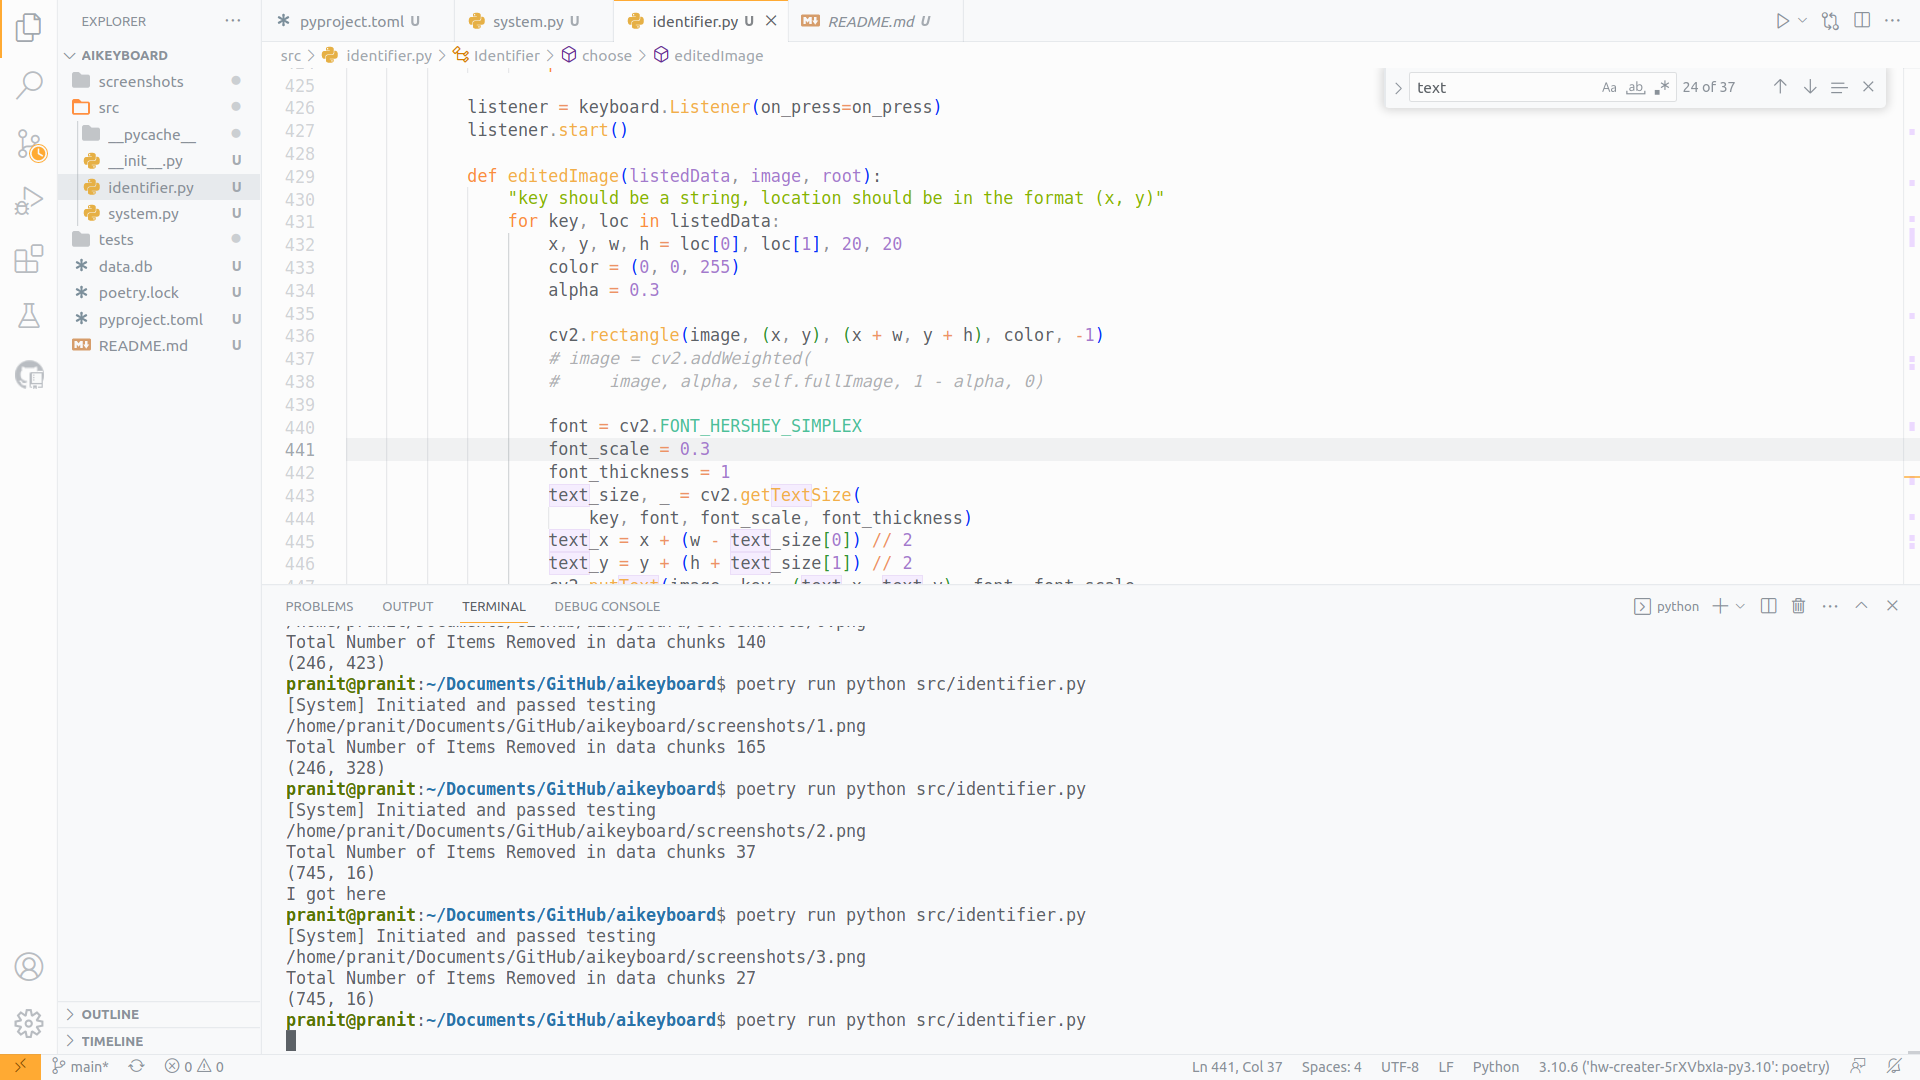 EXPLORER
AIKEYBOARD
screenshots
src
__pycache__
__init__.py U
identifier.py U
system.py U
tests
data.db U
poetry.lock U
pyproject.toml U
README.md U
OUTLINE
TIMELINE
pyproject.toml U
system.py U
identifier.py U
README.md U
src > identifier.py > Identifier > choose > editedImage
text
Aa ab .*
24 of 37
425
426 listener = keyboard.Listener(on_press=on_press)
427 listener.start()
428
429 def editedImage(listedData, image, root):
430 "key should be a string, location should be in the format (x, y)"
431 for key, loc in listedData:
432 x, y, w, h = loc[0], loc[1], 20, 20
433 color = (0, 0, 255)
434 alpha = 0.3
435
436 cv2.rectangle(image, (x, y), (x + w, y + h), color, -1)
437 # image = cv2.addWeighted(
438 #     image, alpha, self.fullImage, 1 - alpha, 0)
439
440 font = cv2.FONT_HERSHEY_SIMPLEX
441 font_scale = 0.3
442 font_thickness = 1
443 text_size, _ = cv2.getTextSize(
444 key, font, font_scale, font_thickness)
445 text_x = x + (w - text_size[0]) // 2
446 text_y = y + (h + text_size[1]) // 2
PROBLEMS OUTPUT TERMINAL DEBUG CONSOLE
python
Total Number of Items Removed in data chunks 140
(246, 423)
pranit@pranit:~/Documents/GitHub/aikeyboard$ poetry run python src/identifier.py
[System] Initiated and passed testing
/home/pranit/Documents/GitHub/aikeyboard/screenshots/1.png
Total Number of Items Removed in data chunks 165
(246, 328)
pranit@pranit:~/Documents/GitHub/aikeyboard$ poetry run python src/identifier.py
[System] Initiated and passed testing
/home/pranit/Documents/GitHub/aikeyboard/screenshots/2.png
Total Number of Items Removed in data chunks 37
(745, 16)
I got here
pranit@pranit:~/Documents/GitHub/aikeyboard$ poetry run python src/identifier.py
[System] Initiated and passed testing
/home/pranit/Documents/GitHub/aikeyboard/screenshots/3.png
Total Number of Items Removed in data chunks 27
(745, 16)
pranit@pranit:~/Documents/GitHub/aikeyboard$ poetry run python src/identifier.py
main* 0 0
Ln 441, Col 37 Spaces: 4 UTF-8 LF Python 3.10.6 ('hw-creater-5rXVbxIa-py3.10': poetry)